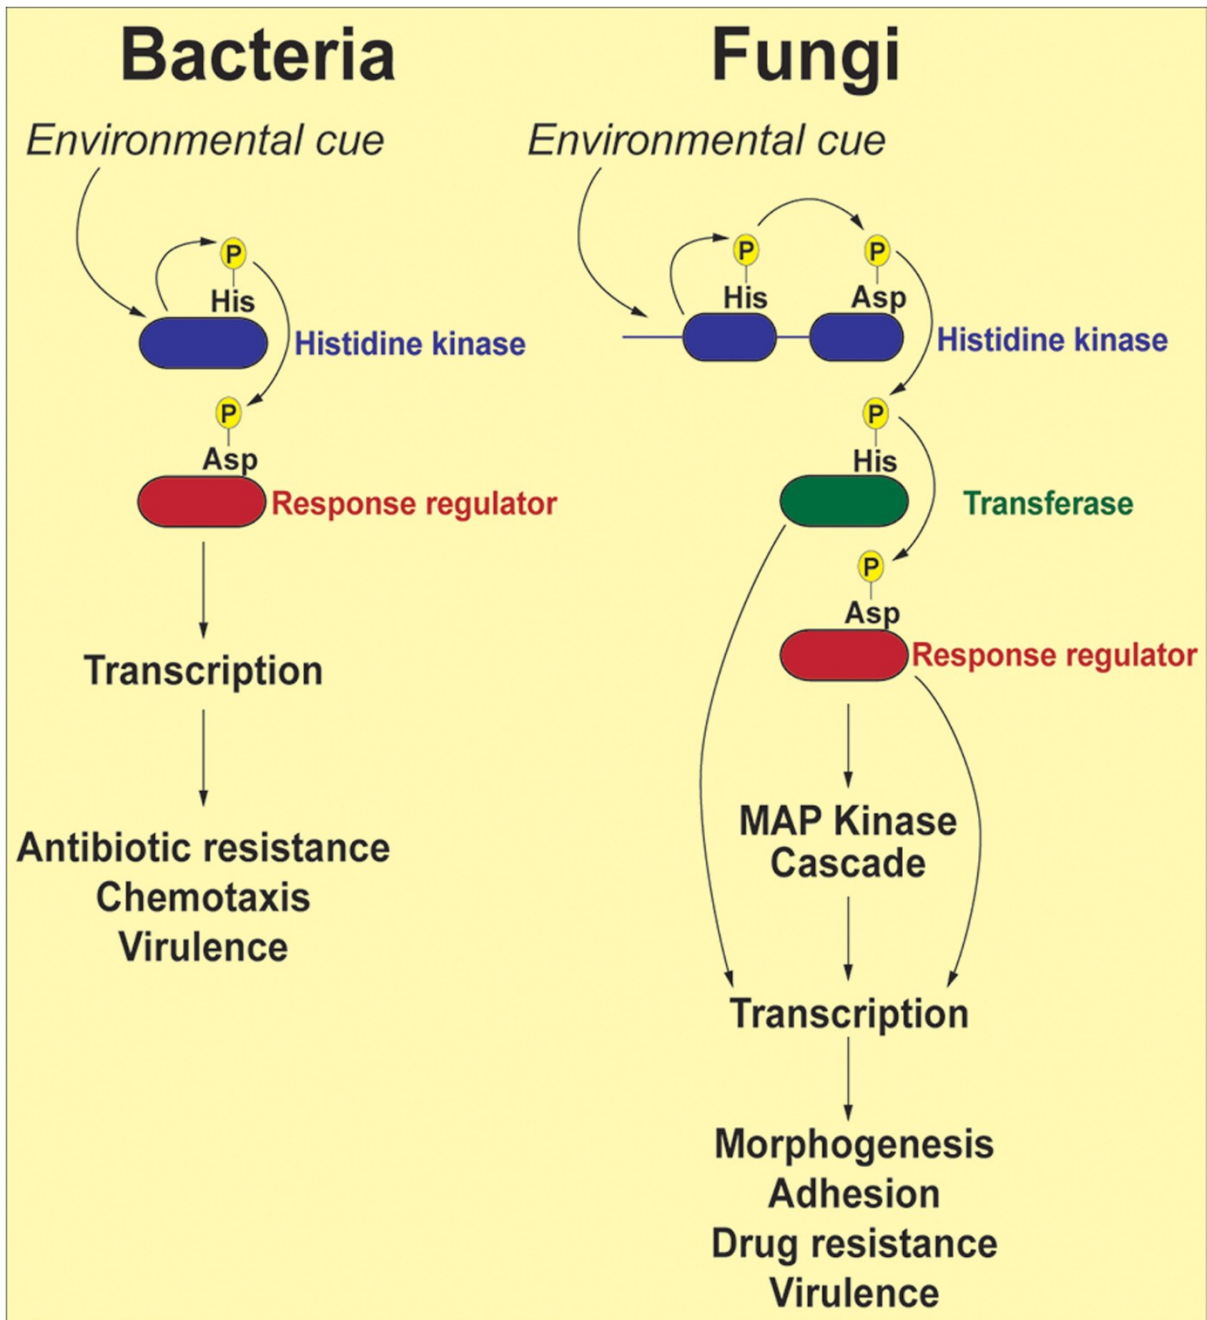 Bacteria
Environmental cue
P
His
Histidine kinase
P
Asp
Response regulator
Transcription
Antibiotic resistance
Chemotaxis
Virulence
Fungi
Environmental cue
P
P
His
Asp
Histidine kinase
P
His
Transferase
P
Asp
Response regulator
MAP Kinase
Cascade
Transcription
Morphogenesis
Adhesion
Drug resistance
Virulence